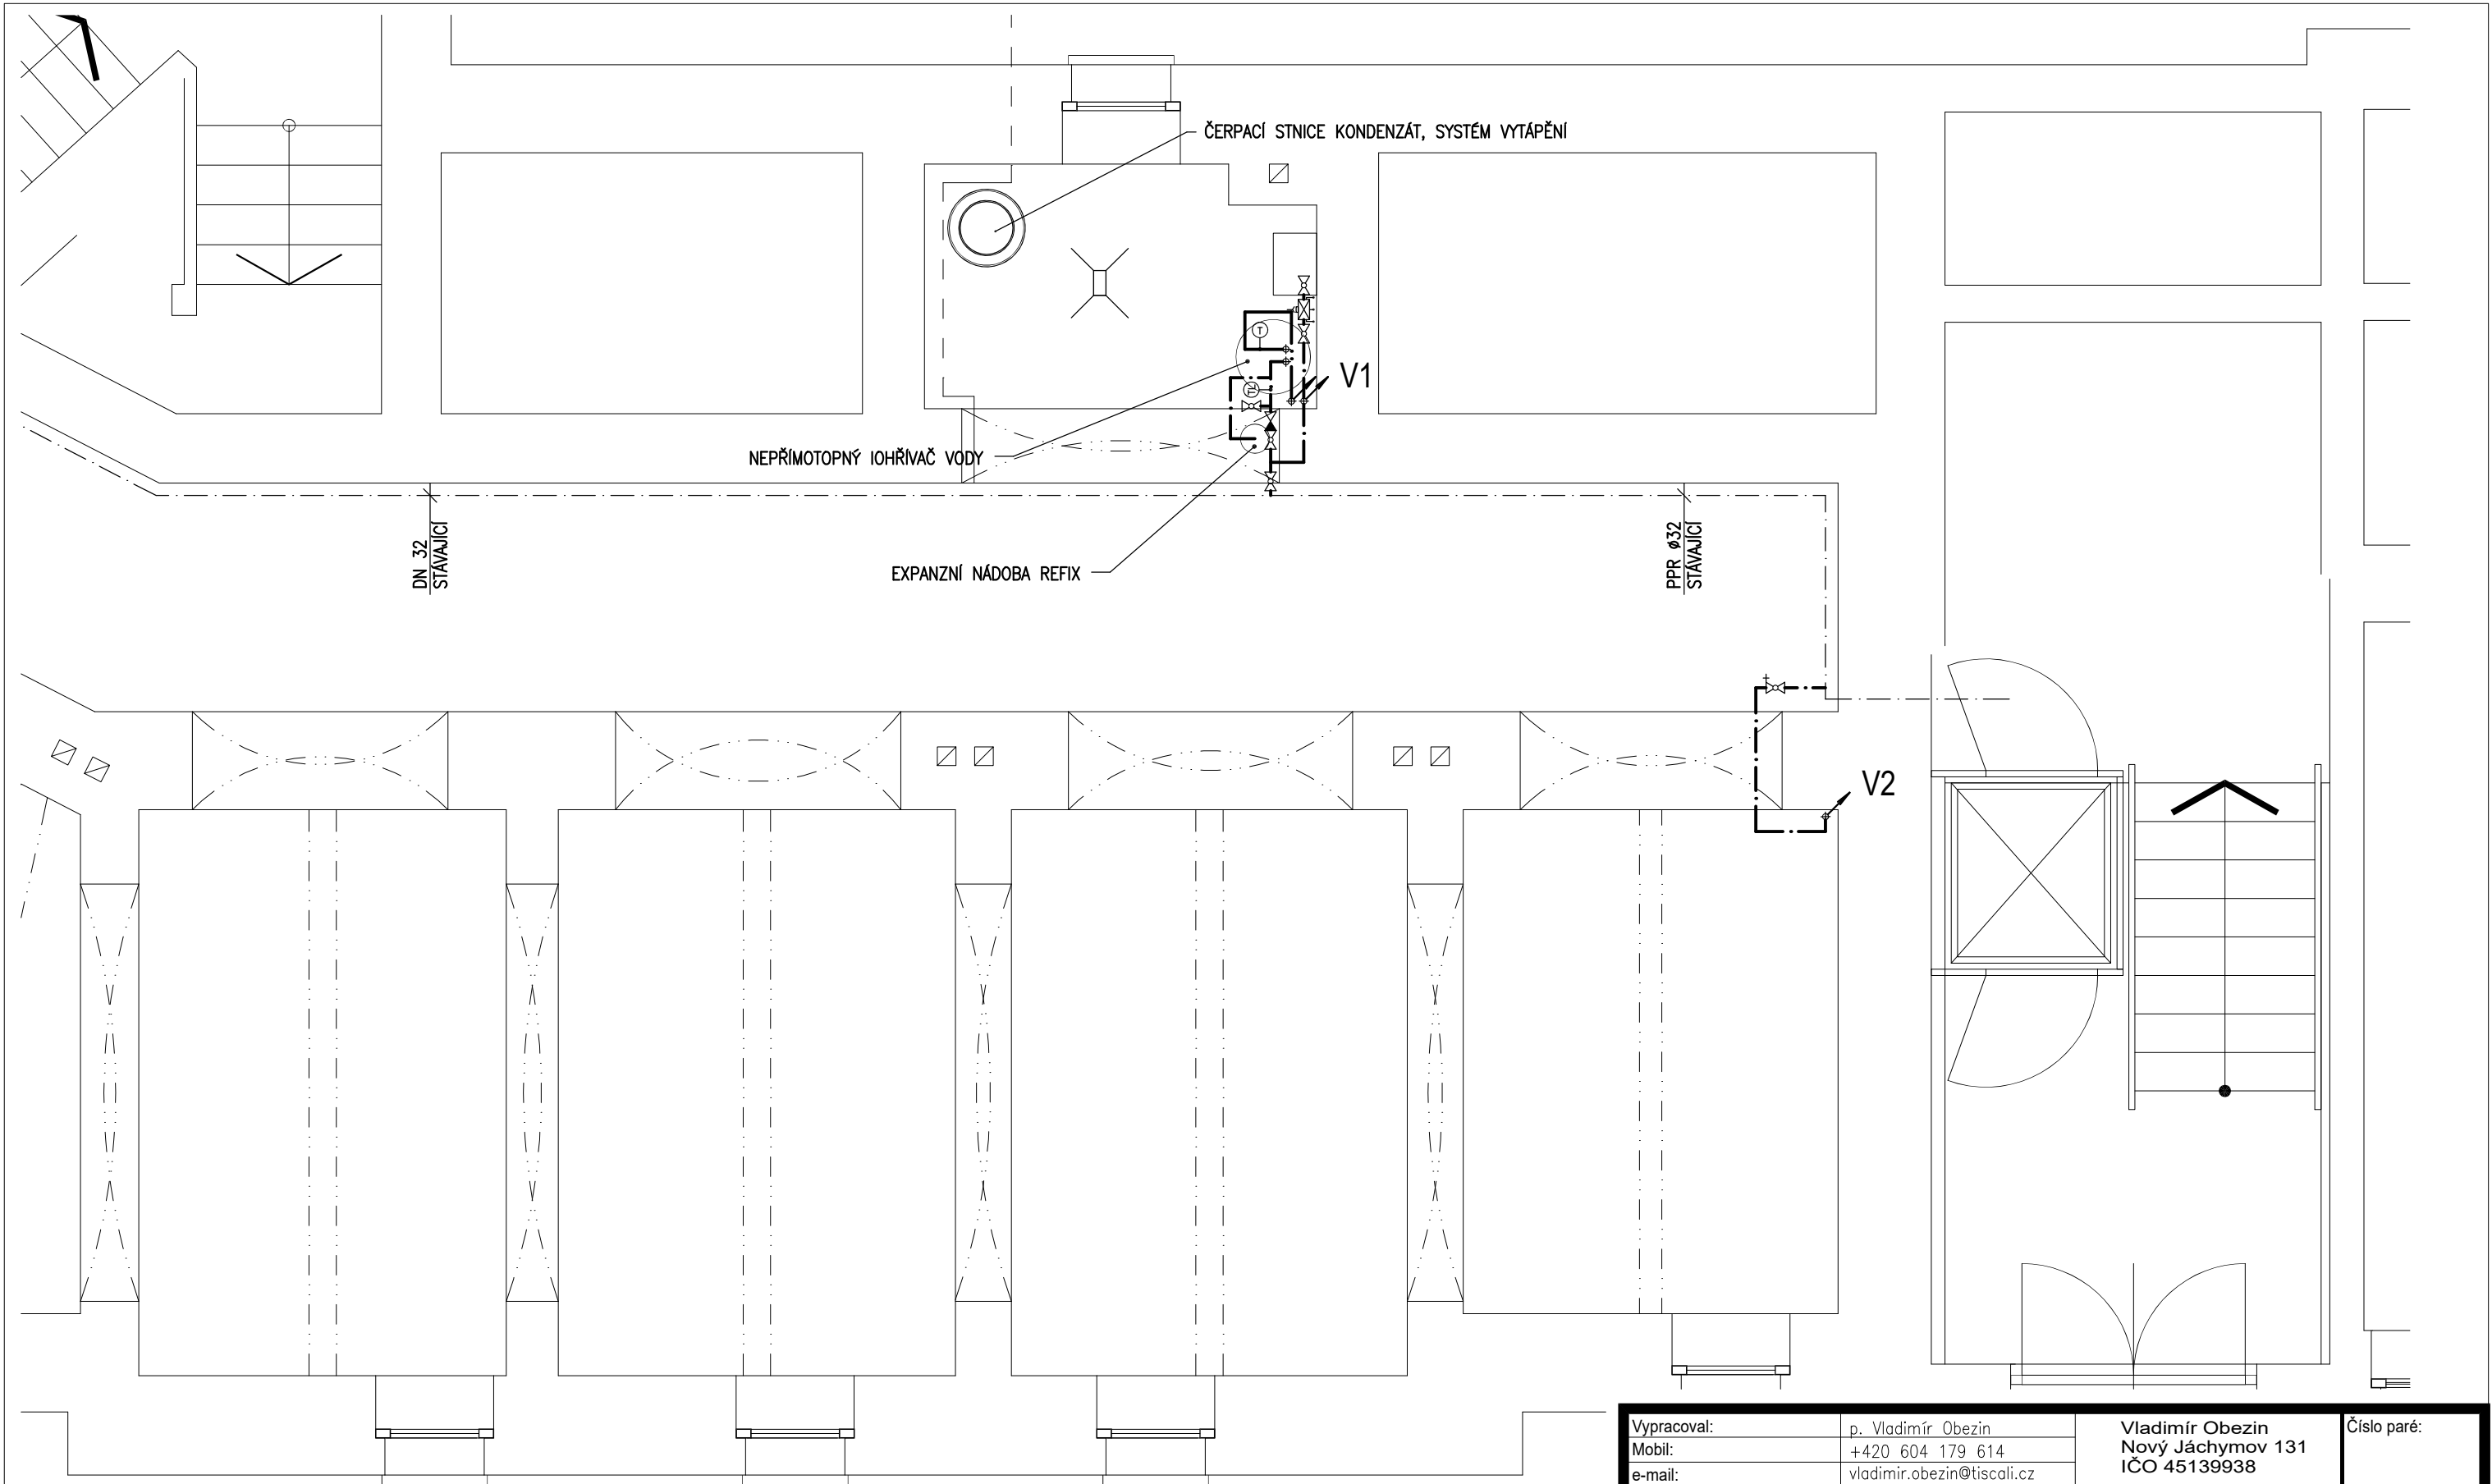 ČERPACÍ STNICE KONDENZÁT, SYSTÉM VYTÁPĚNÍ
T
V1
T
NEPŘÍMOTOPNÝ IOHŘÍVAČ VODY
DN 32
STÁVAJÍCÍ
PPR ø32
STÁVAJÍCÍ
EXPANZNÍ NÁDOBA REFIX
V2
Vypracoval:
p. Vladimír Obezin
Mobil:
+420 604 179 614
e-mail:
vladimir.obezin@tiscali.cz
Vladimír Obezin
Nový Jáchymov 131
IČO 45139938
Číslo paré: